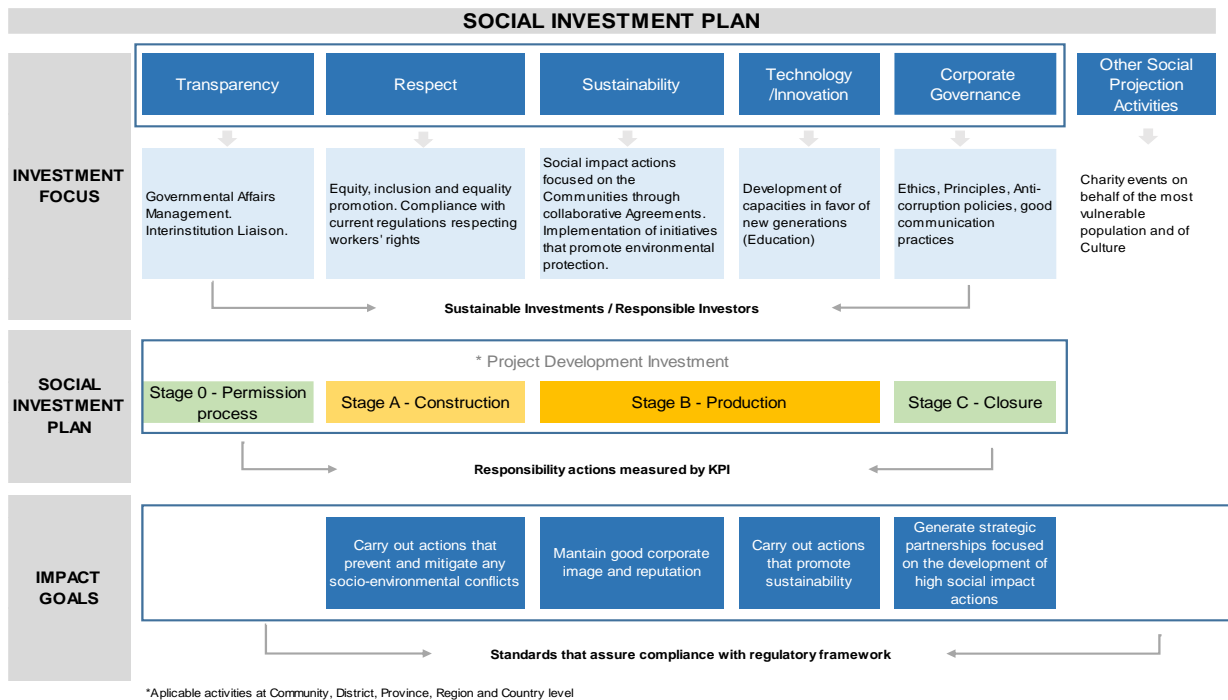 SOCIAL INVESTMENT PLAN
INVESTMENT
FOCUS
Transparency
Respect
Sustainability
Technology
/Innovation
Corporate
Governance
Other Social
Projection
Activities
Governmental Affairs
Management.
Interinstitution Liaison.
Equity, inclusion and equality
promotion. Compliance with
current regulations respecting
workers' rights
Social impact actions
focused on the
Communities through
collaborative Agreements.
Implementation of initiatives
that promote environmental
protection.
Development of
capacities in favor of
new generations
(Education)
Ethics, Principles, Anti-
corruption policies, good
communication
practices
Charity events on
behalf of the most
vulnerable
population and of
Culture
Sustainable Investments / Responsible Investors
SOCIAL
INVESTMENT
PLAN
* Project Development Investment
Stage 0 - Permission
process
Stage A - Construction
Stage B - Production
Stage C - Closure
Responsibility actions measured by KPI
IMPACT
GOALS
Carry out actions that
prevent and mitigate any
socio-environmental conflicts
Mantain good corporate
image and reputation
Carry out actions
that promote
sustainability
Generate strategic
partnerships focused
on the development of
high social impact
actions
Standards that assure compliance with regulatory framework
*Aplicable activities at Community, District, Province, Region and Country level